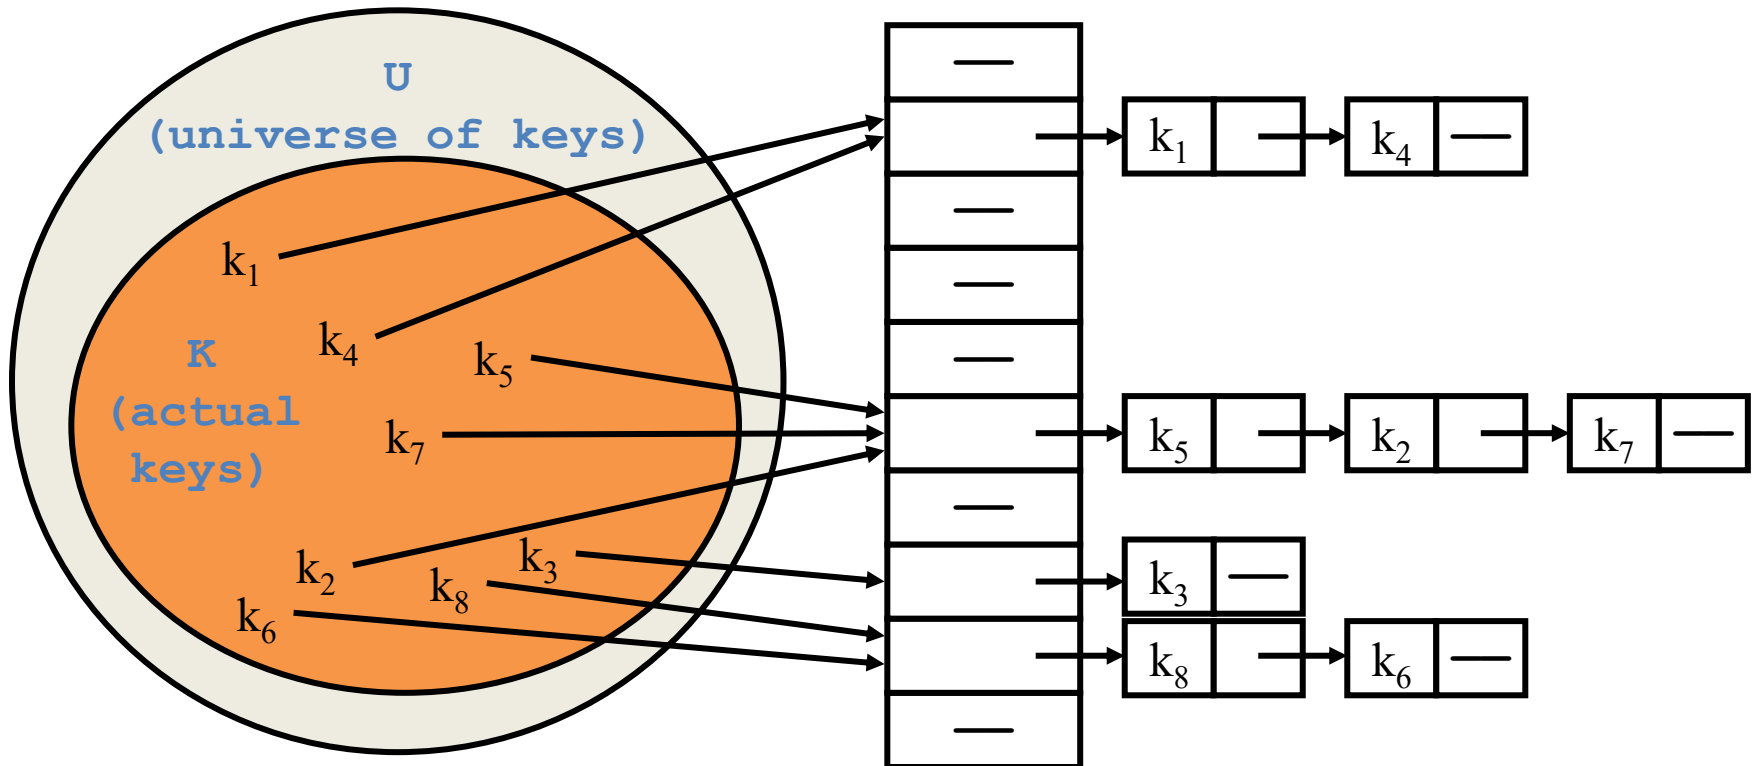 U
(universe of keys)
K
(actual
keys)
k₁
k₄
k₅
k₇
k₂
k₃
k₈
k₆
k₁ k₄ —
k₅ k₂ k₇ —
k₃ —
k₈ k₆ —